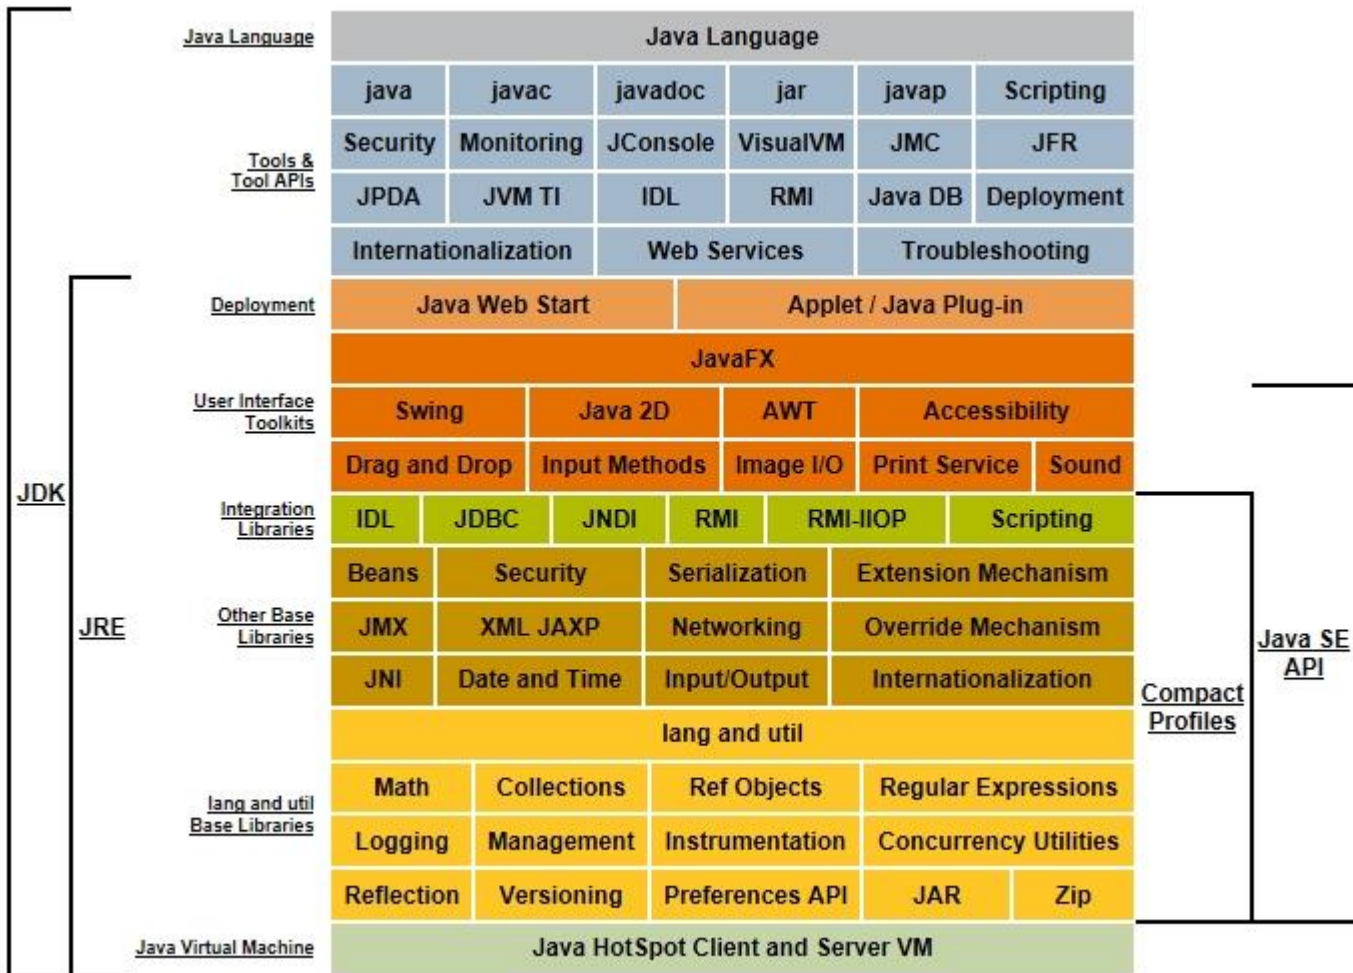 Java Language
Java Language
java javac javadoc jar javap Scripting
Security Monitoring JConsole VisualVM JMC JFR
Tools &
Tool APIs
JPDA JVM TI IDL RMI Java DB Deployment
Internationalization Web Services Troubleshooting
Deployment
Java Web Start Applet / Java Plug-in
JavaFX
User Interface
Toolkits
Swing Java 2D AWT Accessibility
Drag and Drop Input Methods Image I/O Print Service Sound
JDK
Integration
Libraries
IDL JDBC JNDI RMI RMI-IIOP Scripting
Beans Security Serialization Extension Mechanism
JRE
Other Base
Libraries
JMX XML JAXP Networking Override Mechanism
Java SE
API
JNI Date and Time Input/Output Internationalization
Compact
Profiles
lang and util
Math Collections Ref Objects Regular Expressions
lang and util
Base Libraries
Logging Management Instrumentation Concurrency Utilities
Reflection Versioning Preferences API JAR Zip
Java Virtual Machine
Java HotSpot Client and Server VM